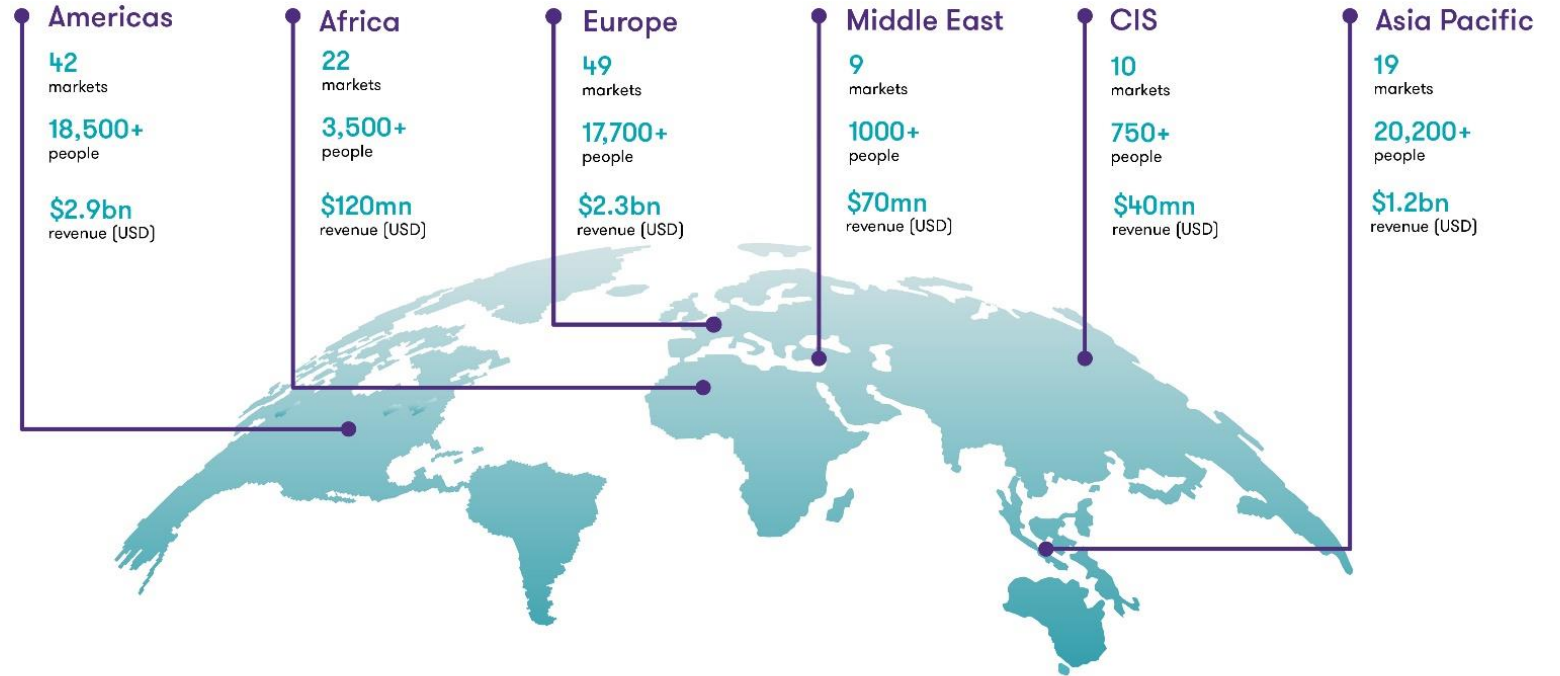 Americas
42
markets
18,500+
people
$2.9bn
revenue (USD)
Africa
22
markets
3,500+
people
$120mn
revenue (USD)
Europe
49
markets
17,700+
people
$2.3bn
revenue (USD)
Middle East
9
markets
1000+
people
$70mn
revenue (USD)
CIS
10
markets
750+
people
$40mn
revenue (USD)
Asia Pacific
19
markets
20,200+
people
$1.2bn
revenue (USD)